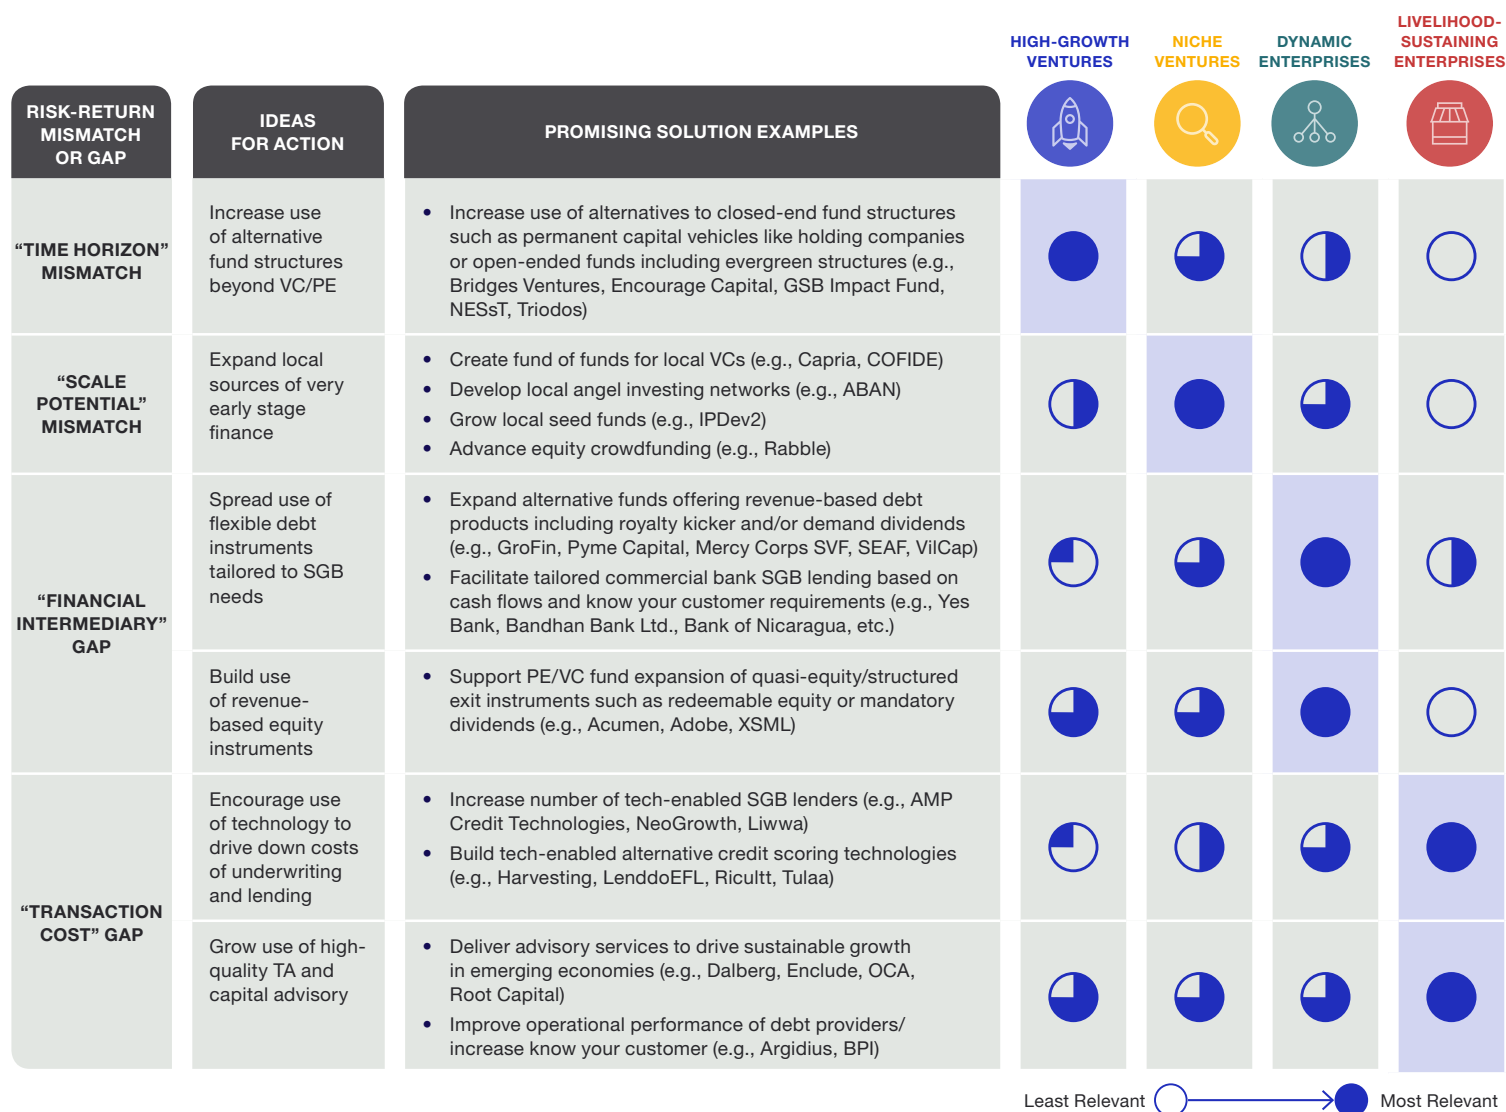 HIGH-GROWTH
VENTURES
NICHE
VENTURES
DYNAMIC
ENTERPRISES
LIVELIHOOD-
SUSTAINING
ENTERPRISES
RISK-RETURN
MISMATCH
OR GAP
IDEAS
FOR ACTION
PROMISING SOLUTION EXAMPLES
“TIME HORIZON”
MISMATCH
Increase use
of alternative
fund structures
beyond VC/PE
• Increase use of alternatives to closed-end fund structures
such as permanent capital vehicles like holding companies
or open-ended funds including evergreen structures (e.g.,
Bridges Ventures, Encourage Capital, GSB Impact Fund,
NESsT, Triodos)
“SCALE
POTENTIAL”
MISMATCH
Expand local
sources of very
early stage
finance
• Create fund of funds for local VCs (e.g., Capria, COFIDE)
• Develop local angel investing networks (e.g., ABAN)
• Grow local seed funds (e.g., IPDev2)
• Advance equity crowdfunding (e.g., Rabble)
“FINANCIAL
INTERMEDIARY”
GAP
Spread use of
flexible debt
instruments
tailored to SGB
needs
• Expand alternative funds offering revenue-based debt
products including royalty kicker and/or demand dividends
(e.g., GroFin, Pyme Capital, Mercy Corps SVF, SEAF, VilCap)
• Facilitate tailored commercial bank SGB lending based on
cash flows and know your customer requirements (e.g., Yes
Bank, Bandhan Bank Ltd., Bank of Nicaragua, etc.)
Build use
of revenue-
based equity
instruments
• Support PE/VC fund expansion of quasi-equity/structured
exit instruments such as redeemable equity or mandatory
dividends (e.g., Acumen, Adobe, XSML)
“TRANSACTION
COST” GAP
Encourage use
of technology to
drive down costs
of underwriting
and lending
• Increase number of tech-enabled SGB lenders (e.g., AMP
Credit Technologies, NeoGrowth, Liwwa)
• Build tech-enabled alternative credit scoring technologies
(e.g., Harvesting, LenddoEFL, Ricultt, Tulaa)
Grow use of high-
quality TA and
capital advisory
• Deliver advisory services to drive sustainable growth
in emerging economies (e.g., Dalberg, Enclude, OCA,
Root Capital)
• Improve operational performance of debt providers/
increase know your customer (e.g., Argidius, BPI)
Least Relevant
Most Relevant